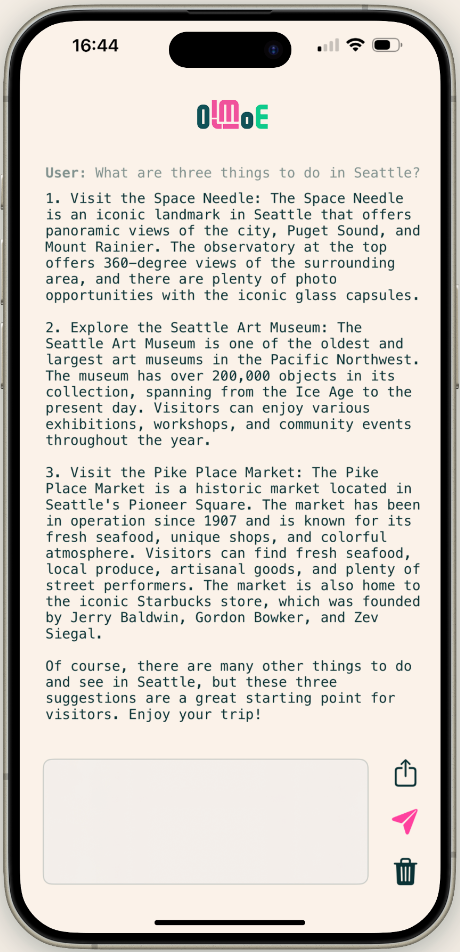 16:44
OLMoE
User: What are three things to do in Seattle?
1. Visit the Space Needle: The Space Needle
is an iconic landmark in Seattle that offers
panoramic views of the city, Puget Sound, and
Mount Rainier. The observatory at the top
offers 360-degree views of the surrounding
area, and there are plenty of photo
opportunities with the iconic glass capsules.
2. Explore the Seattle Art Museum: The
Seattle Art Museum is one of the oldest and
largest art museums in the Pacific Northwest.
The museum has over 200,000 objects in its
collection, spanning from the Ice Age to the
present day. Visitors can enjoy various
exhibitions, workshops, and community events
throughout the year.
3. Visit the Pike Place Market: The Pike
Place Market is a historic market located in
Seattle's Pioneer Square. The market has been
in operation since 1907 and is known for its
fresh seafood, unique shops, and colorful
atmosphere. Visitors can find fresh seafood,
local produce, artisanal goods, and plenty of
street performers. The market is also home to
the iconic Starbucks store, which was founded
by Jerry Baldwin, Gordon Bowker, and Zev
Siegal.
Of course, there are many other things to do
and see in Seattle, but these three
suggestions are a great starting point for
visitors. Enjoy your trip!